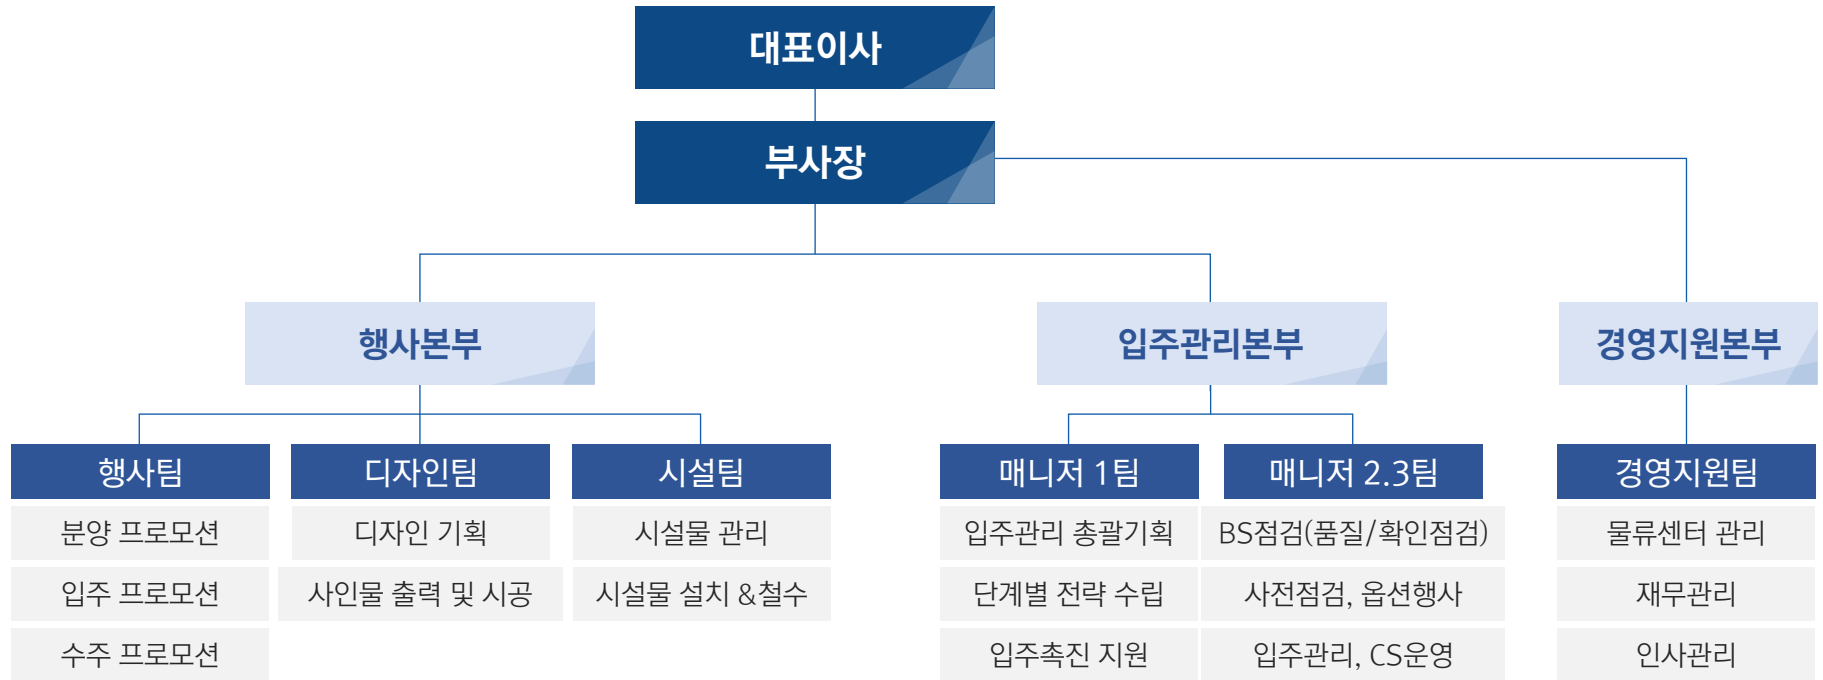 대표이사
부사장
행사본부
입주관리본부
경영지원본부
행사팀
디자인팀
시설팀
매니저 1팀
매니저 2.3팀
경영지원팀
분양 프로모션
디자인 기획
시설물 관리
입주관리 총괄기획
BS점검(품질/확인점검)
물류센터 관리
입주 프로모션
사인물 출력 및 시공
시설물 설치 &철수
단계별 전략 수립
사전점검, 옵션행사
재무관리
수주 프로모션
입주촉진 지원
입주관리, CS운영
인사관리